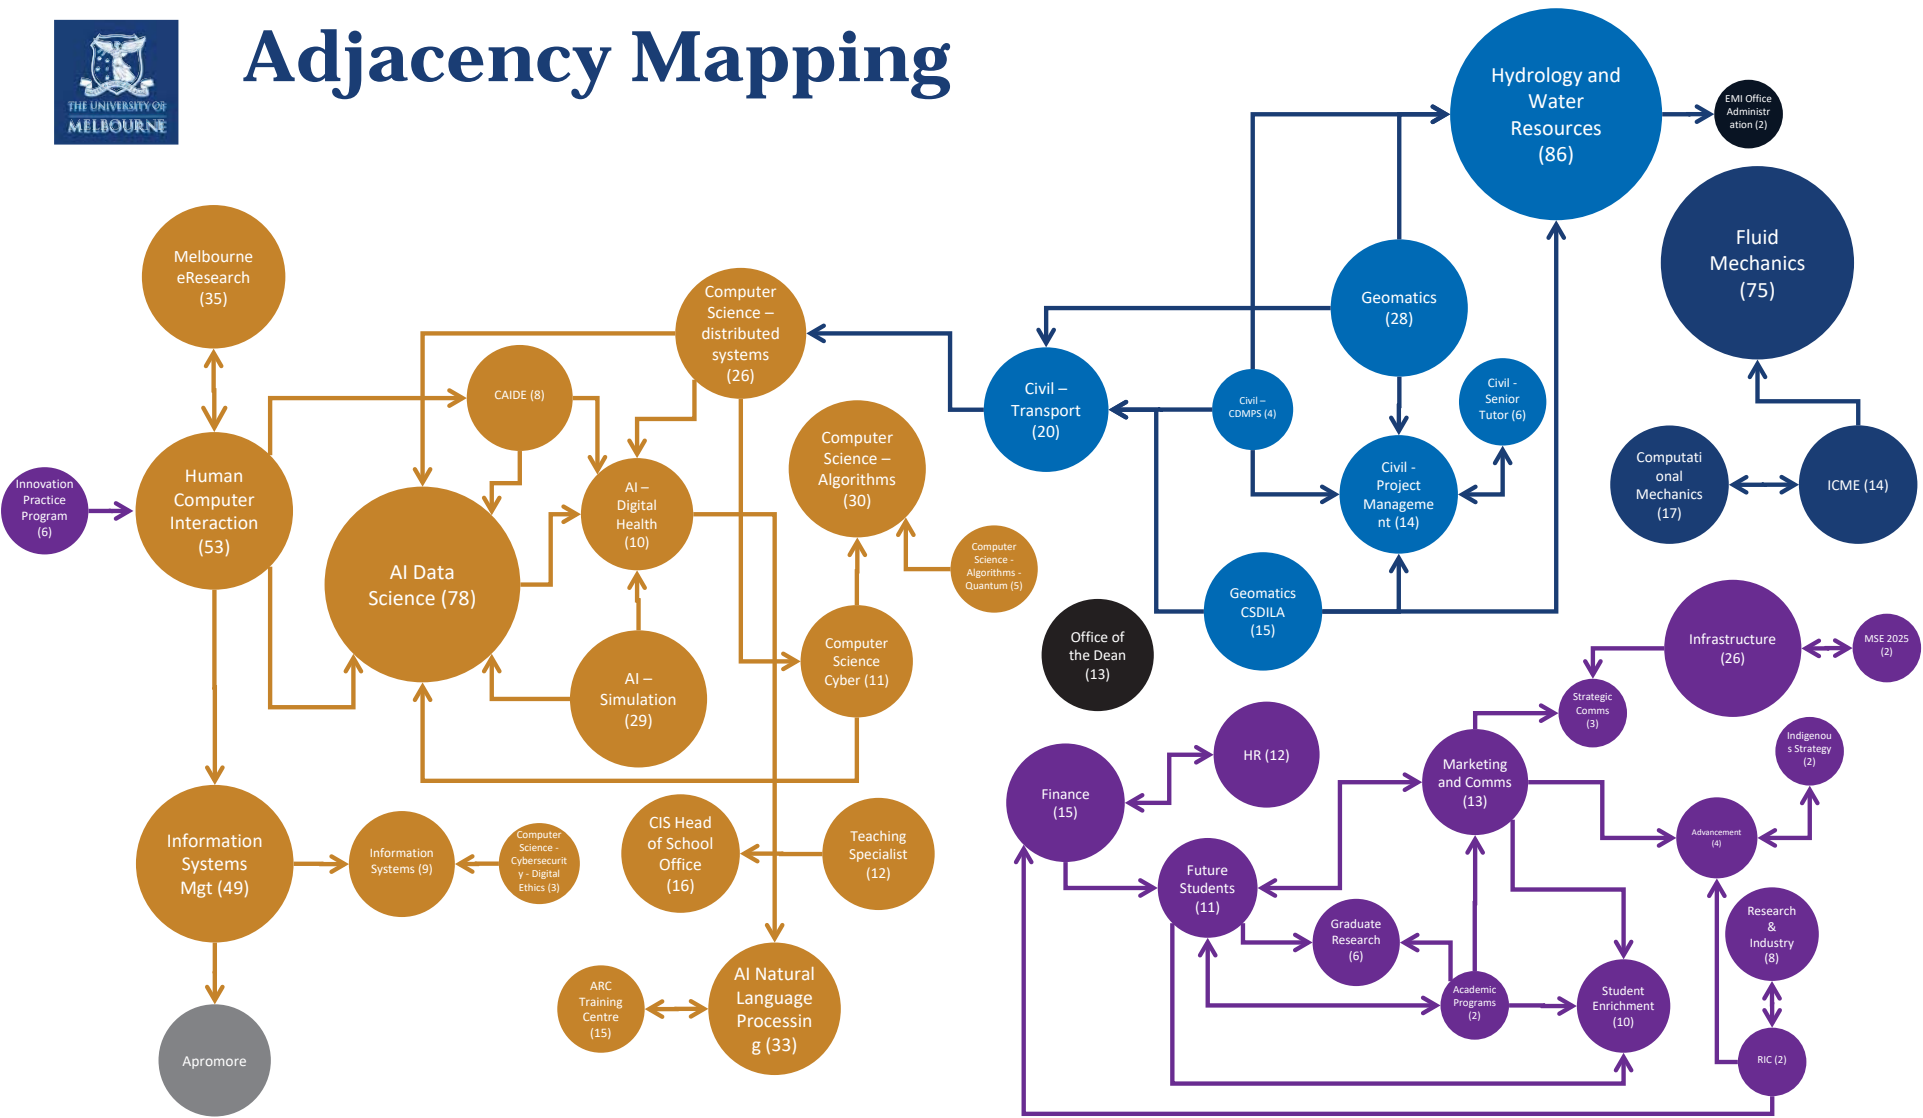 THE UNIVERSITY OF
MELBOURNE
Adjacency Mapping
Hydrology and
Water
Resources
(86)
EMI Office
Administr
ation (2)
Fluid
Mechanics
(75)
Melbourne
eResearch
(35)
Computer
Science –
distributed
systems
(26)
Geomatics
(28)
CAIDE (8)
Civil –
Transport
(20)
Civil –
CDMPS (4)
Civil -
Senior
Tutor (6)
Computer
Science –
Algorithms
(30)
Human
Computer
Interaction
(53)
Innovation
Practice
Program
(6)
AI –
Digital
Health
(10)
Civil -
Project
Manageme
nt (14)
Computati
onal
Mechanics
(17)
ICME (14)
AI Data
Science (78)
Computer
Science -
Algorithms -
Quantum (5)
Geomatics
CSDILA
(15)
Office of
the Dean
(13)
Infrastructure
(26)
MSE 2025
(2)
Computer
Science
Cyber (11)
AI –
Simulation
(29)
Strategic
Comms
(3)
Indigenou
s Strategy
(2)
HR (12)
Marketing
and Comms
(13)
Finance
(15)
Information
Systems
Mgt (49)
Information
Systems (9)
Computer
Science -
Cybersecurit
y - Digital
Ethics (3)
CIS Head
of School
Office
(16)
Teaching
Specialist
(12)
Advancement
(4)
Future
Students
(11)
Graduate
Research
(6)
Research
&
Industry
(8)
ARC
Training
Centre
(15)
AI Natural
Language
Processin
g (33)
Academic
Programs
(2)
Student
Enrichment
(10)
Apromore
RIC (2)